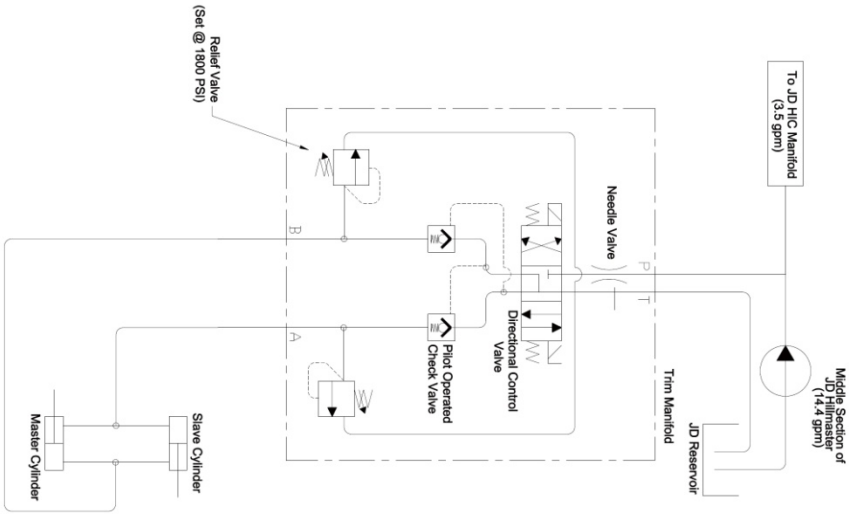 Middle Section of
JD Hillmaster
(14.4 gpm)
To JD HIC Manifold
(3.5 gpm)
JD Reservoir
Trim Manifold
Needle Valve
P
T
Directional Control
Valve
Pilot Operated
Check Valve
Relief Valve
(Set @ 1800 PSI)
B
A
Slave Cylinder
Master Cylinder